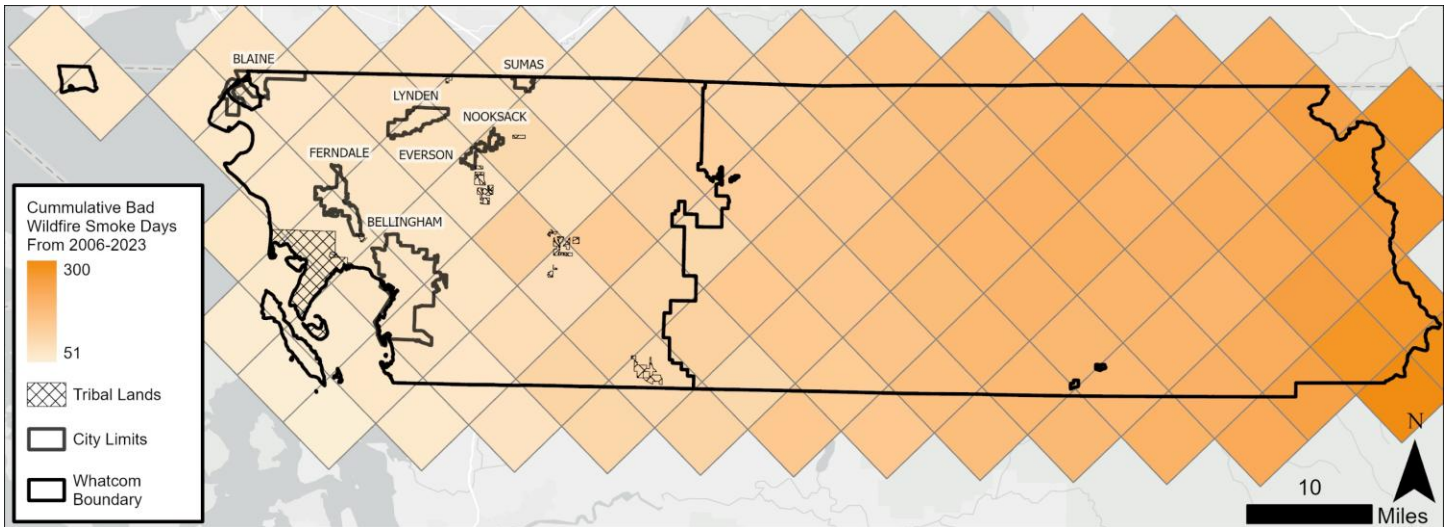 BLAINE
SUMAS
LYNDEN
NOOKSACK
FERNDALE
EVERSON
BELLINGHAM
Cummulative Bad
Wildfire Smoke Days
From 2006-2023
300
51
Tribal Lands
City Limits
Whatcom
Boundary
N
10
Miles